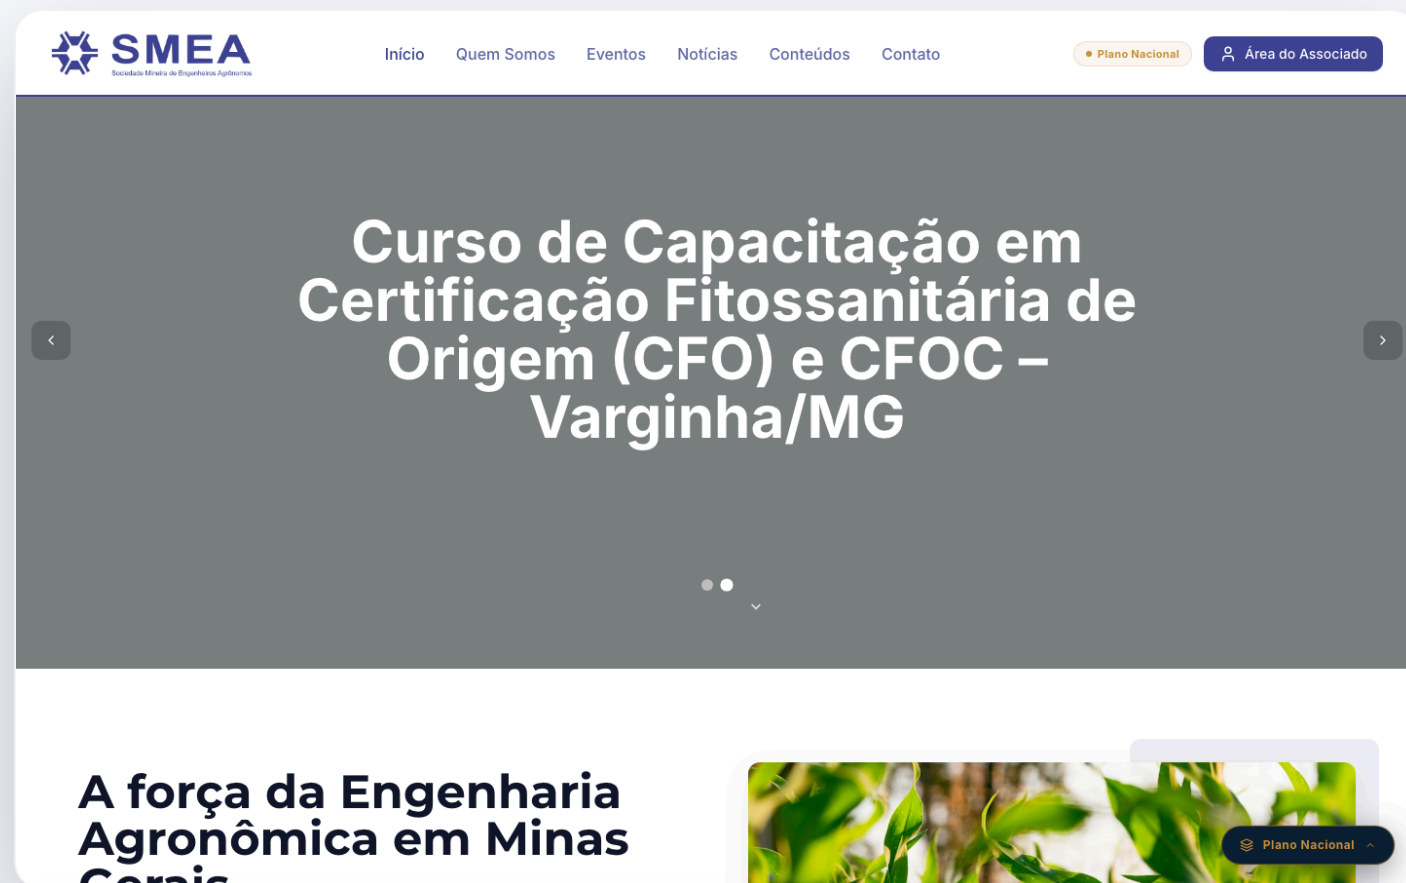 SMEA
Sociedade Mineira de Engenheiros Agrônomos
Início Quem Somos Eventos Notícias Conteúdos Contato
Plano Nacional
Área do Associado
Curso de Capacitação em
Certificação Fitossanitária de
Origem (CFO) e CFOC –
Varginha/MG
A força da Engenharia
Agronômica em Minas
Gerais
Plano Nacional